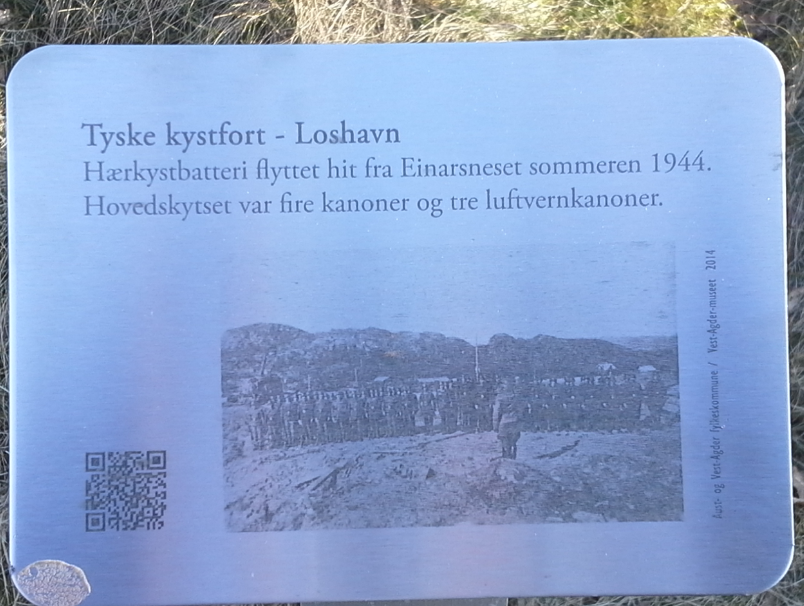 Tyske kystfort - Loshavn
Hærkystbatteri flyttet hit fra Einarsneset sommeren 1944.
Hovedskytset var fire kanoner og tre luftvernkanoner.
Aust- og Vest-Agder fylkeskommune / Vest-Agder-museet 2014